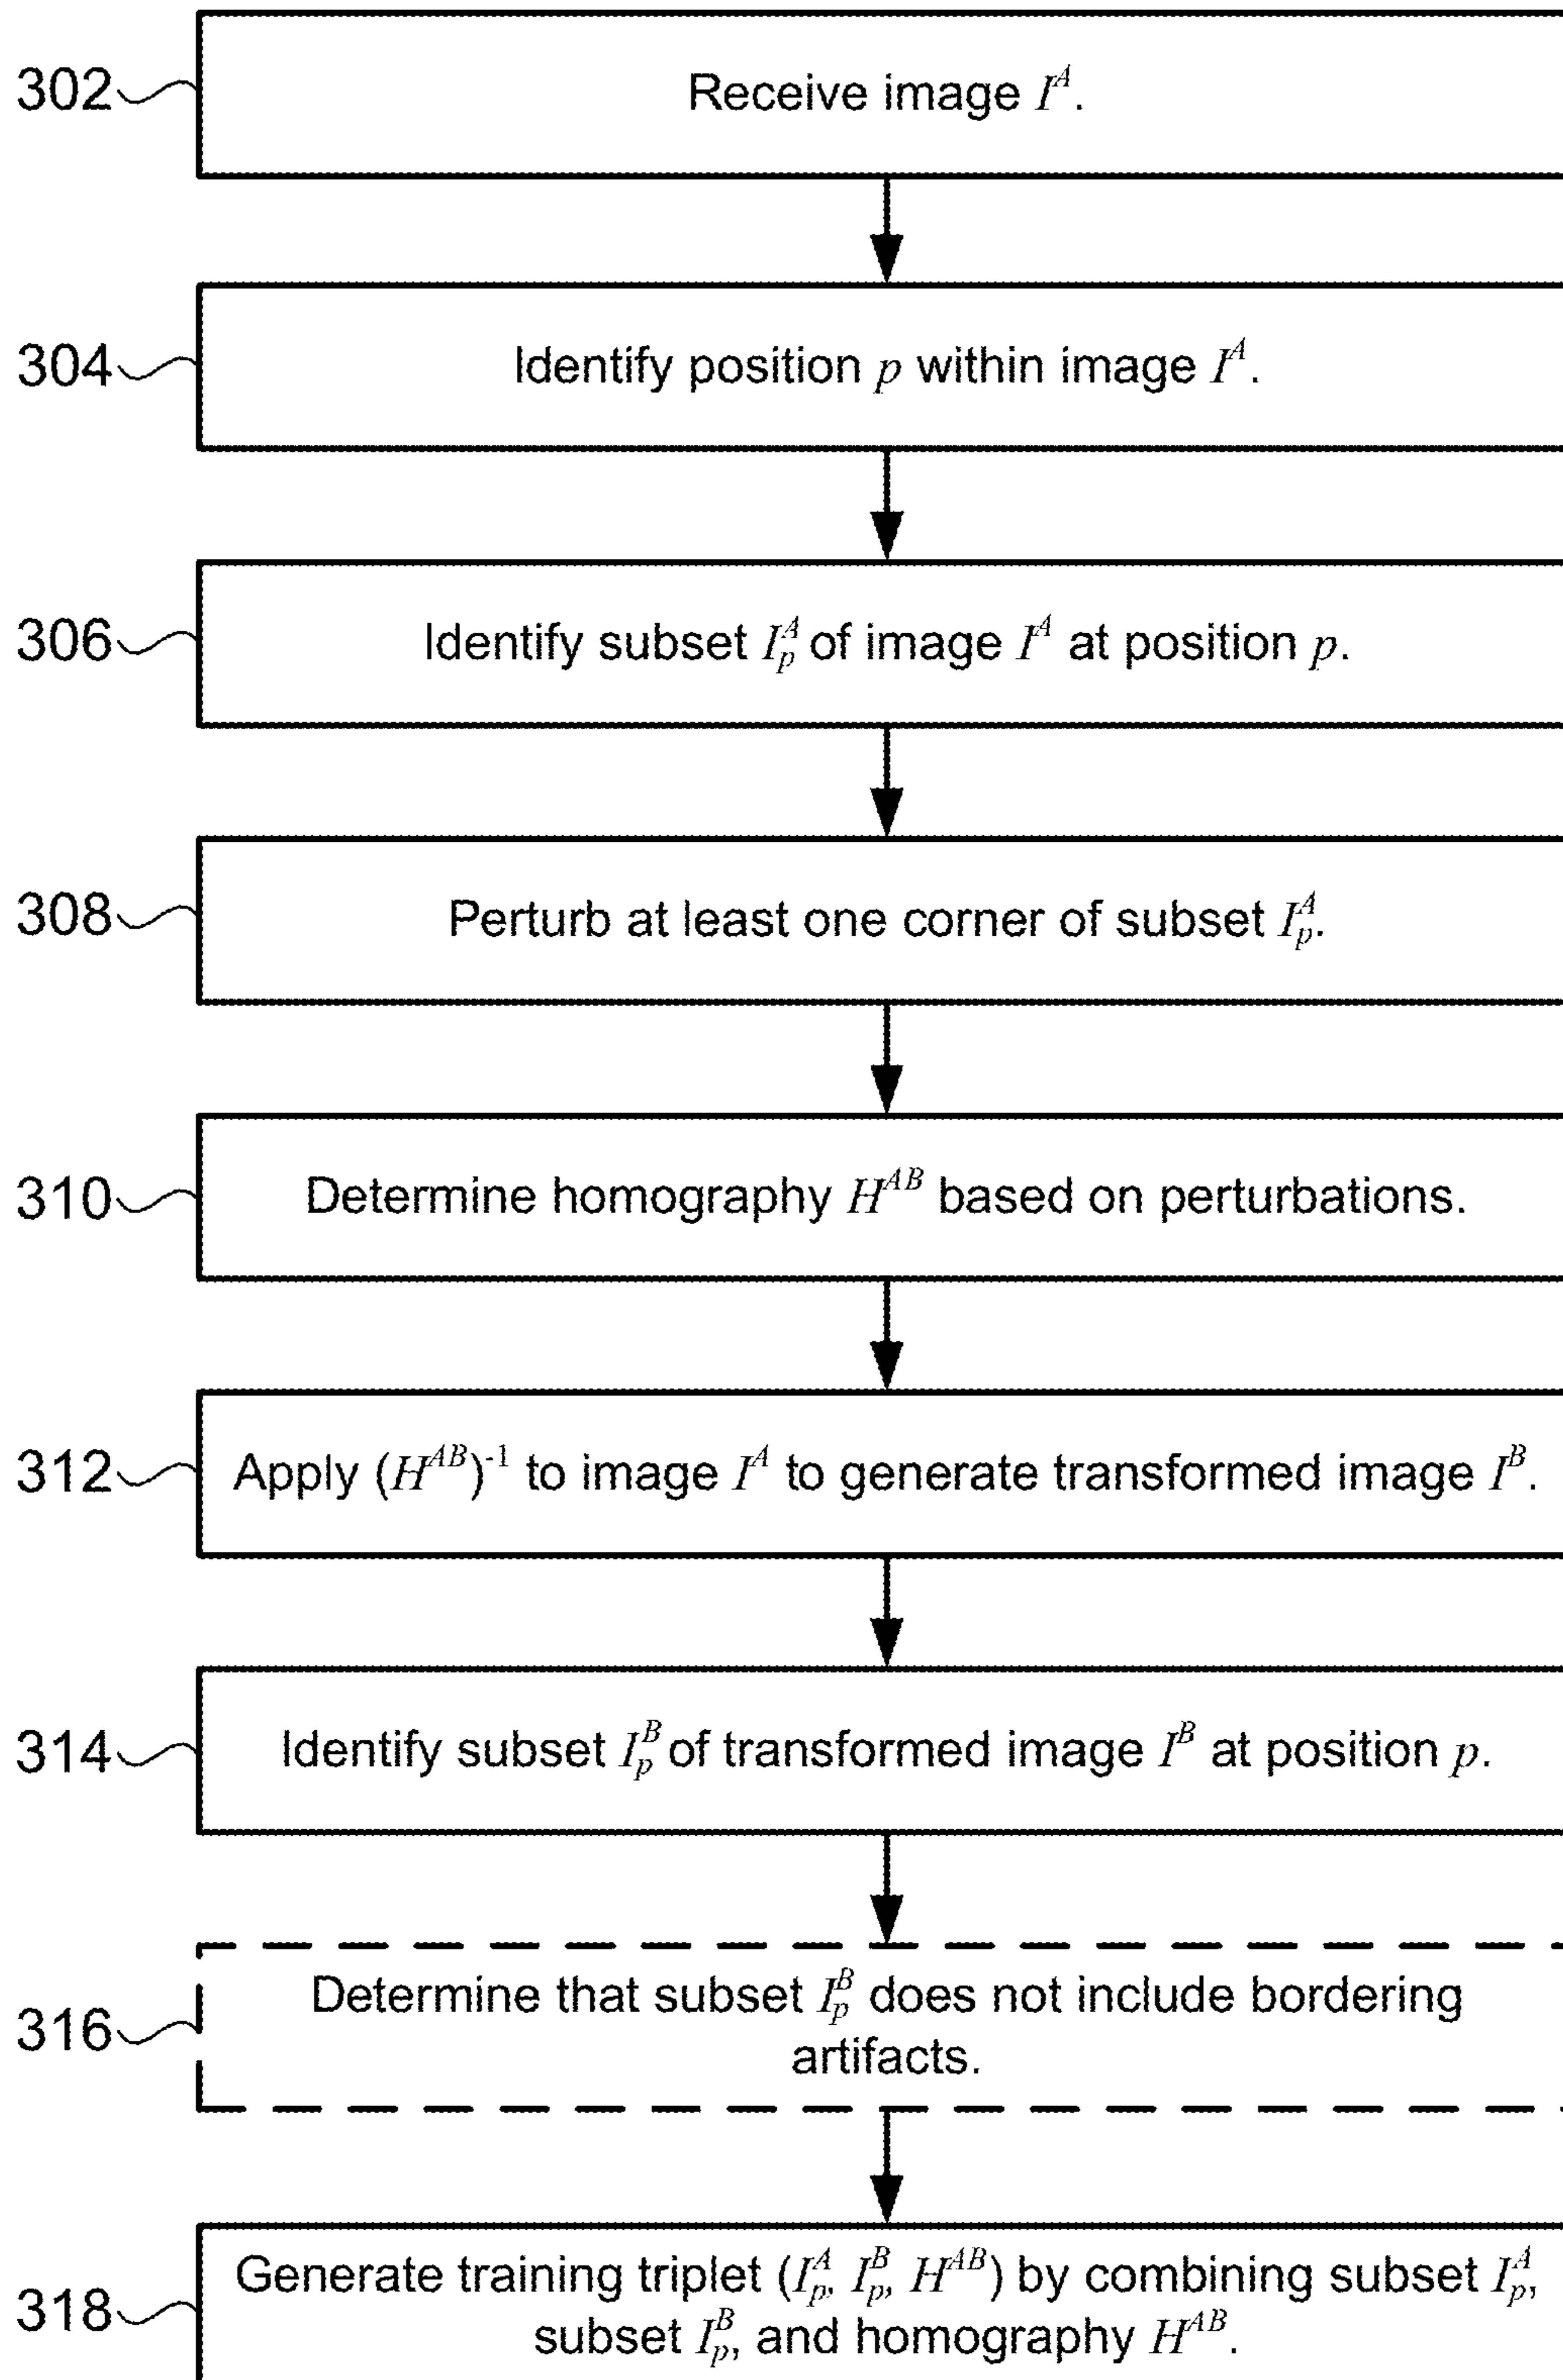 302 Receive image I^A.
304 Identify position p within image I^A.
306 Identify subset I_p^A of image I^A at position p.
308 Perturb at least one corner of subset I_p^A.
310 Determine homography H^AB based on perturbations.
312 Apply (H^AB)^-1 to image I^A to generate transformed image I^B.
314 Identify subset I_p^B of transformed image I^B at position p.
316 Determine that subset I_p^B does not include bordering
artifacts.
318 Generate training triplet (I_p^A, I_p^B, H^AB) by combining subset I_p^A,
subset I_p^B, and homography H^AB.